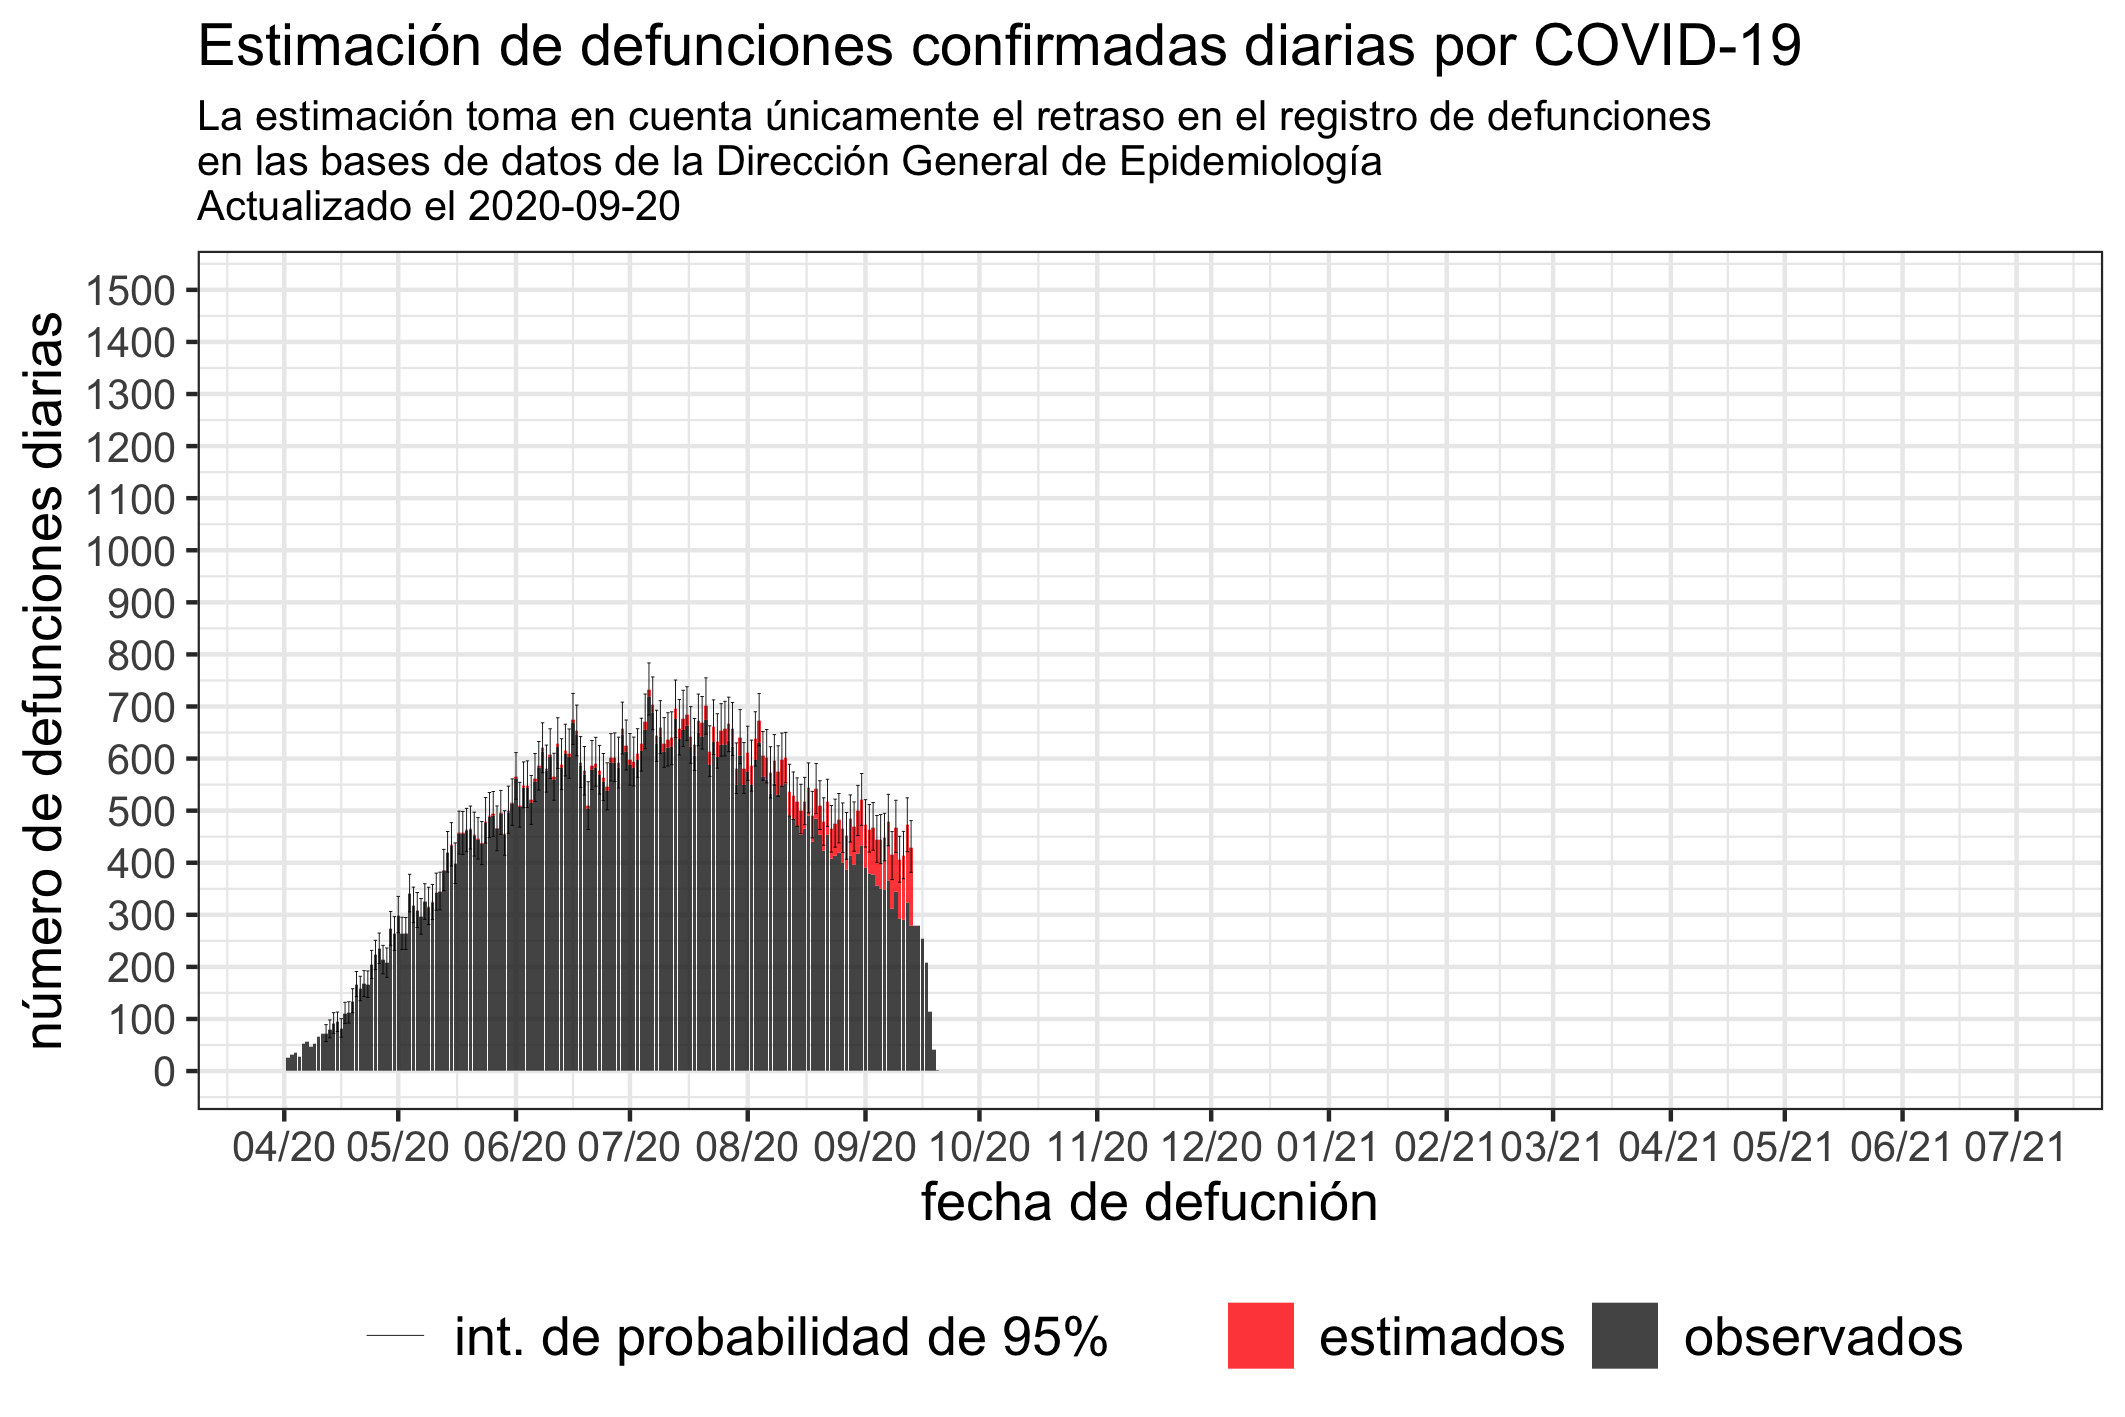 Estimación de defunciones confirmadas diarias por COVID-19
La estimación toma en cuenta únicamente el retraso en el registro de defunciones
en las bases de datos de la Dirección General de Epidemiología
Actualizado el 2020-09-20
número de defunciones diarias
1500
1400
1300
1200
1100
1000
900
800
700
600
500
400
300
200
100
0
04/20 05/20 06/20 07/20 08/20 09/20 10/20 11/20 12/20 01/21 02/21 03/21 04/21 05/21 06/21 07/21
fecha de defucnión
int. de probabilidad de 95% estimados observados